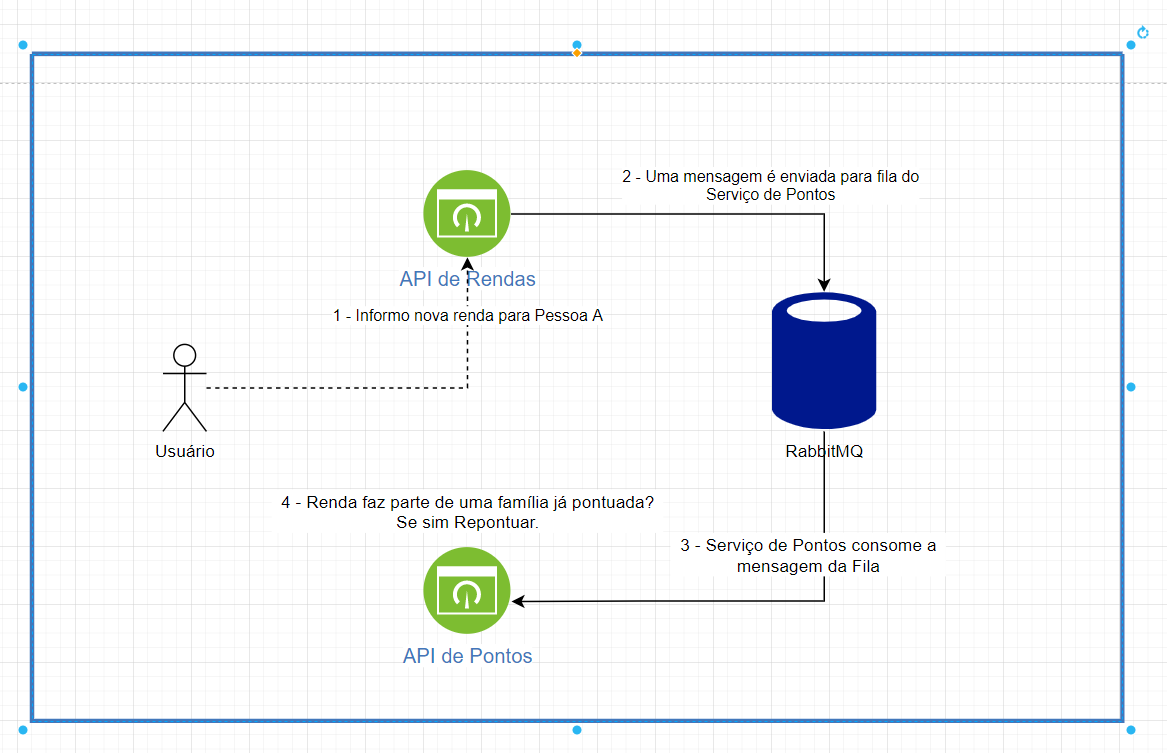 2 - Uma mensagem é enviada para fila do
Serviço de Pontos
API de Rendas
1 - Informo nova renda para Pessoa A
Usuário
RabbitMQ
4 - Renda faz parte de uma família já pontuada?
Se sim Repontuar.
3 - Serviço de Pontos consome a
mensagem da Fila
API de Pontos